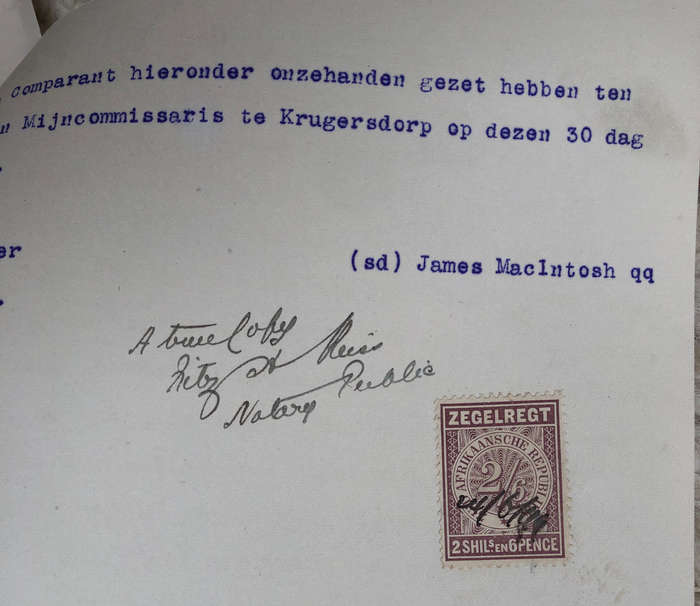 comparant hieronder onzehanden gezet hebben ten
n Mijncommissaris te Krugersdorp op dezen 30 dag
er
(sd) James MacIntosh qq
A true Copy
Notary Public
ZEGELREGT
AFRIKAANSCHE REPUBL
2/6
2 SHILS. EN 6 PENCE